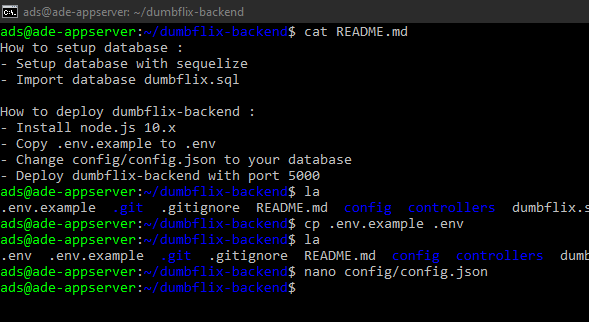 ads@ade-appserver: ~/dumbflix-backend
ads@ade-appserver:~/dumbflix-backend$ cat README.md
How to setup database :
- Setup database with sequelize
- Import database dumbflix.sql
How to deploy dumbflix-backend :
- Install node.js 10.x
- Copy .env.example to .env
- Change config/config.json to your database
- Deploy dumbflix-backend with port 5000
ads@ade-appserver:~/dumbflix-backend$ la
.env.example .git .gitignore README.md config controllers dumbflix.s
ads@ade-appserver:~/dumbflix-backend$ cp .env.example .env
ads@ade-appserver:~/dumbflix-backend$ la
.env .env.example .git .gitignore README.md config controllers dumb
ads@ade-appserver:~/dumbflix-backend$ nano config/config.json
ads@ade-appserver:~/dumbflix-backend$